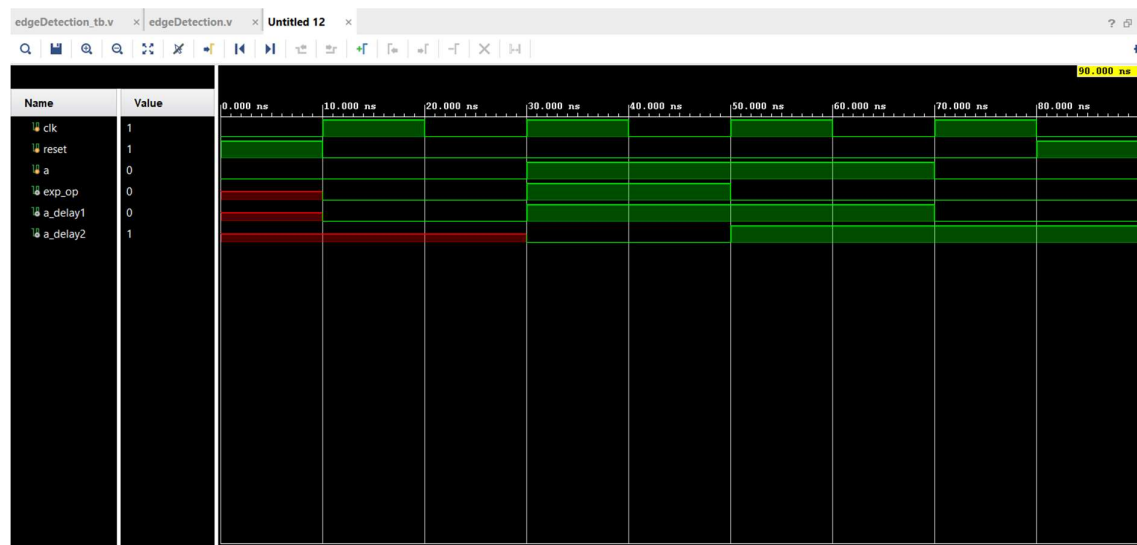 edgeDetection_tb.v × edgeDetection.v × Untitled 12 × ?
90.000 ns
Name Value 0.000 ns 10.000 ns 20.000 ns 30.000 ns 40.000 ns 50.000 ns 60.000 ns 70.000 ns 80.000 ns
clk 1
reset 1
a 0
exp_op 0
a_delay1 0
a_delay2 1